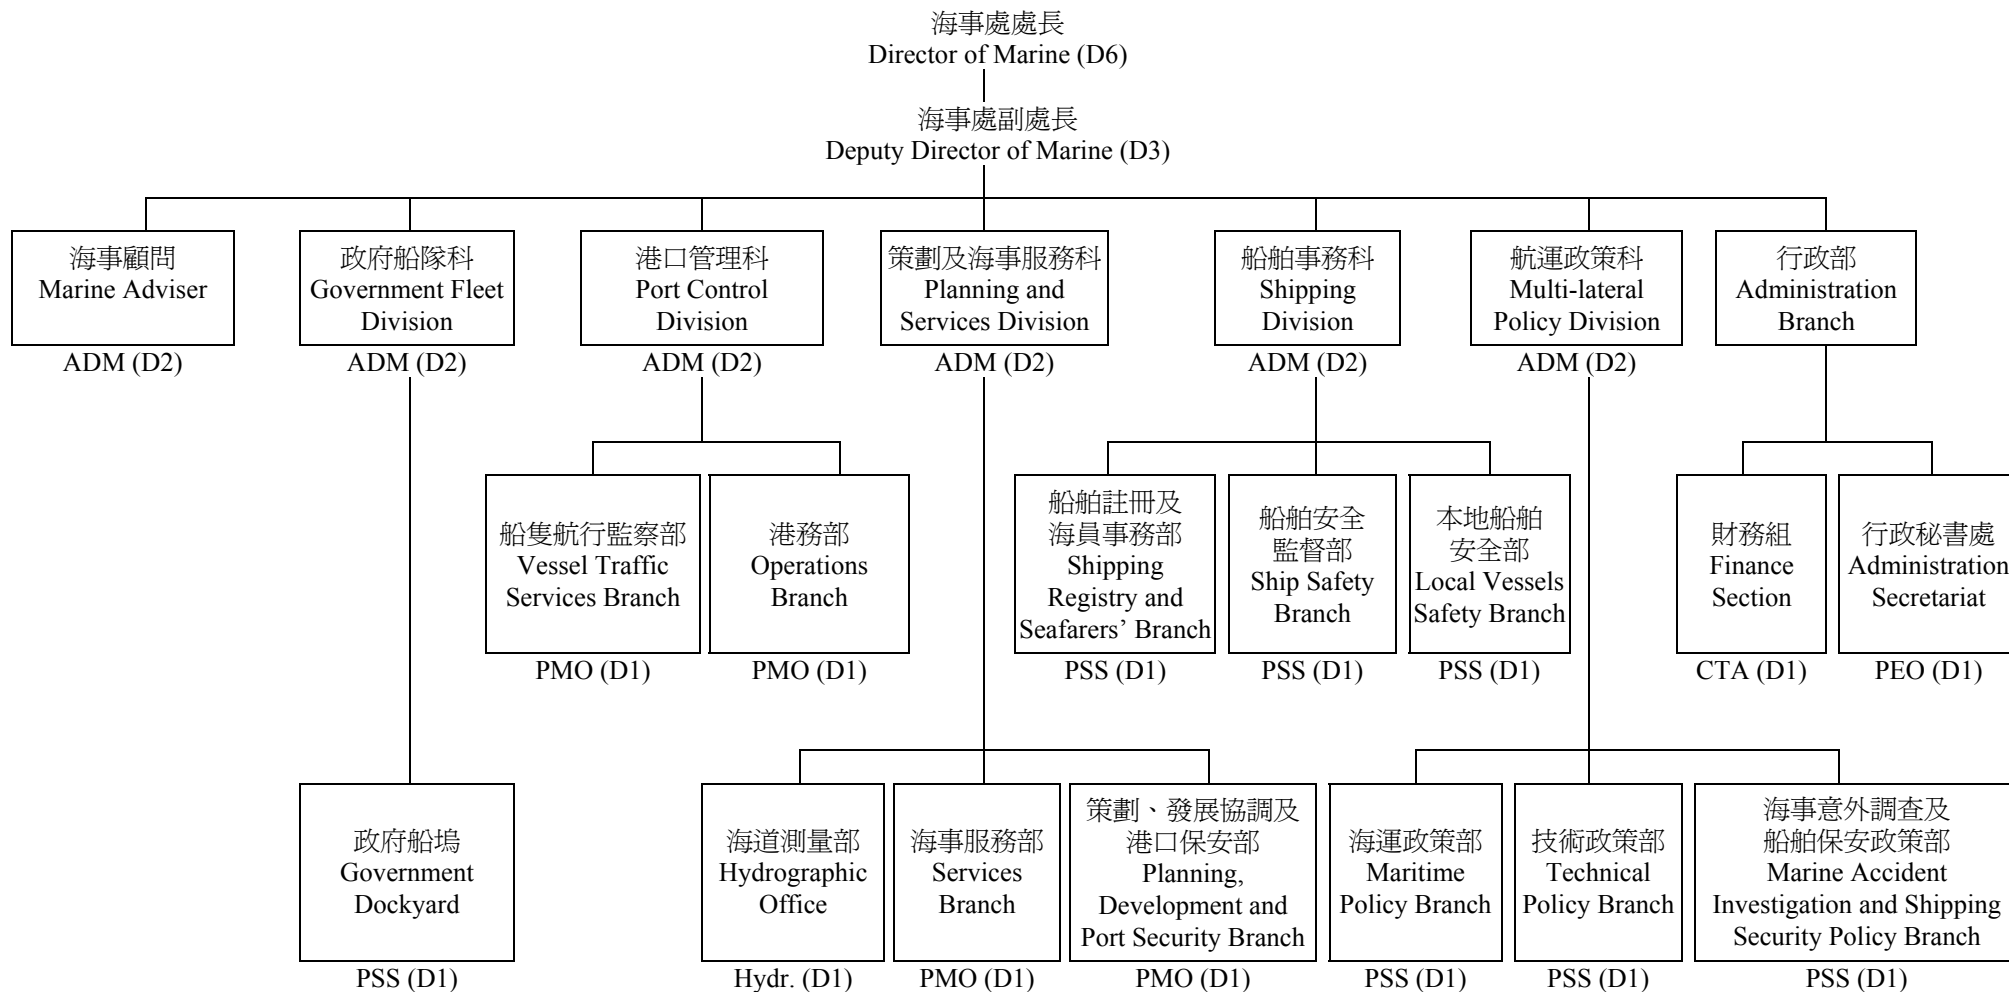 海事處處長
Director of Marine (D6)
海事處副處長
Deputy Director of Marine (D3)
海事顧問
Marine Adviser
ADM (D2)
政府船隊科
Government Fleet
Division
ADM (D2)
港口管理科
Port Control
Division
ADM (D2)
策劃及海事服務科
Planning and
Services Division
ADM (D2)
船舶事務科
Shipping
Division
ADM (D2)
航運政策科
Multi-lateral
Policy Division
ADM (D2)
行政部
Administration
Branch
船隻航行監察部
Vessel Traffic
Services Branch
PMO (D1)
港務部
Operations
Branch
PMO (D1)
船舶註冊及
海員事務部
Shipping
Registry and
Seafarers’ Branch
PSS (D1)
船舶安全
監督部
Ship Safety
Branch
PSS (D1)
本地船舶
安全部
Local Vessels
Safety Branch
PSS (D1)
財務組
Finance
Section
CTA (D1)
行政秘書處
Administration
Secretariat
PEO (D1)
政府船塢
Government
Dockyard
PSS (D1)
海道測量部
Hydrographic
Office
Hydr. (D1)
海事服務部
Services
Branch
PMO (D1)
策劃、發展協調及
港口保安部
Planning,
Development and
Port Security Branch
PMO (D1)
海運政策部
Maritime
Policy Branch
PSS (D1)
技術政策部
Technical
Policy Branch
PSS (D1)
海事意外調查及
船舶保安政策部
Marine Accident
Investigation and Shipping
Security Policy Branch
PSS (D1)